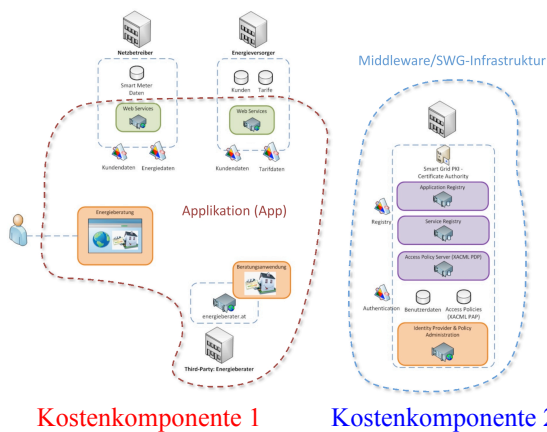 Netzbetreiber
Energieversorger
Smart Meter
Daten
Kunden
Tarife
Web Services
Web Services
Kundendaten
Energiedaten
Kundendaten
Tarifdaten
Energieberatung
Applikation (App)
Beratungsanwendung
energieberater.at
Third-Party: Energieberater
Kostenkomponente 1
Middleware/SWG-Infrastruktur
Smart Grid PKI -
Certificate Authority
Application Registry
Registry
Service Registry
Access Policy Server (XACML PDP)
Authentication
Benutzerdaten
Access Policies
(XACML PAP)
Identity Provider & Policy
Administration
Kostenkomponente 2